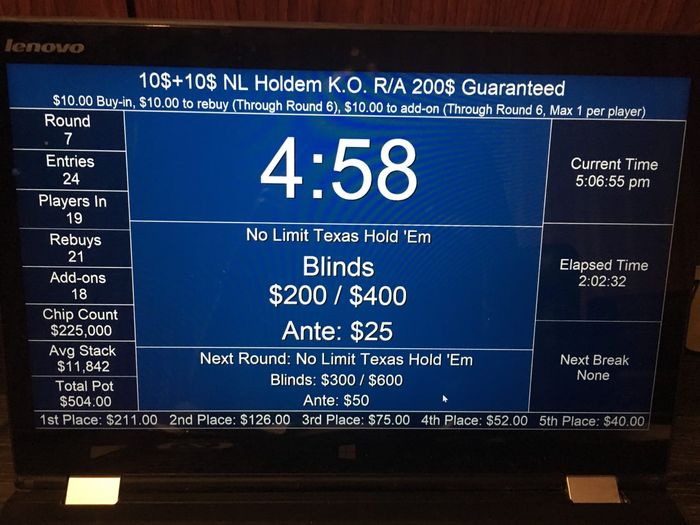 lenovo
10$+10$ NL Holdem K.O. R/A 200$ Guaranteed
$10.00 Buy-in, $10.00 to rebuy (Through Round 6), $10.00 to add-on (Through Round 6, Max 1 per player)
Round
7
Entries
24
Players In
19
Rebuys
21
Add-ons
18
Chip Count
$225,000
Avg Stack
$11,842
Total Pot
$504.00
4:58
No Limit Texas Hold 'Em
Blinds
$200 / $400
Ante: $25
Next Round: No Limit Texas Hold 'Em
Blinds: $300 / $600
Ante: $50
Current Time
5:06:55 pm
Elapsed Time
2:02:32
Next Break
None
1st Place: $211.00 2nd Place: $126.00 3rd Place: $75.00 4th Place: $52.00 5th Place: $40.00